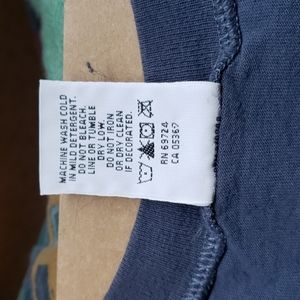 MACHINE WASH COLD
IN MILD DETERGENT.
DO NOT BLEACH.
LINE OR TUMBLE
DRY LOW.
DO NOT IRON
OR DRY CLEAN
IF DECORATED.
RN 69724
CA 05367